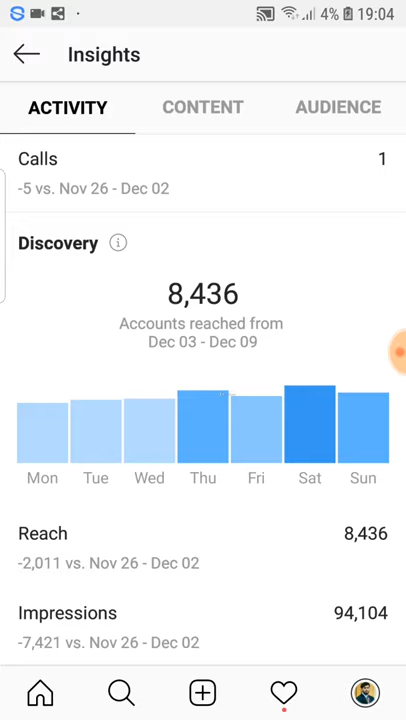 4% 19:04
Insights
ACTIVITY CONTENT AUDIENCE
Calls 1
-5 vs. Nov 26 - Dec 02
Discovery
8,436
Accounts reached from
Dec 03 - Dec 09
Mon Tue Wed Thu Fri Sat Sun
Reach 8,436
-2,011 vs. Nov 26 - Dec 02
Impressions 94,104
-7,421 vs. Nov 26 - Dec 02